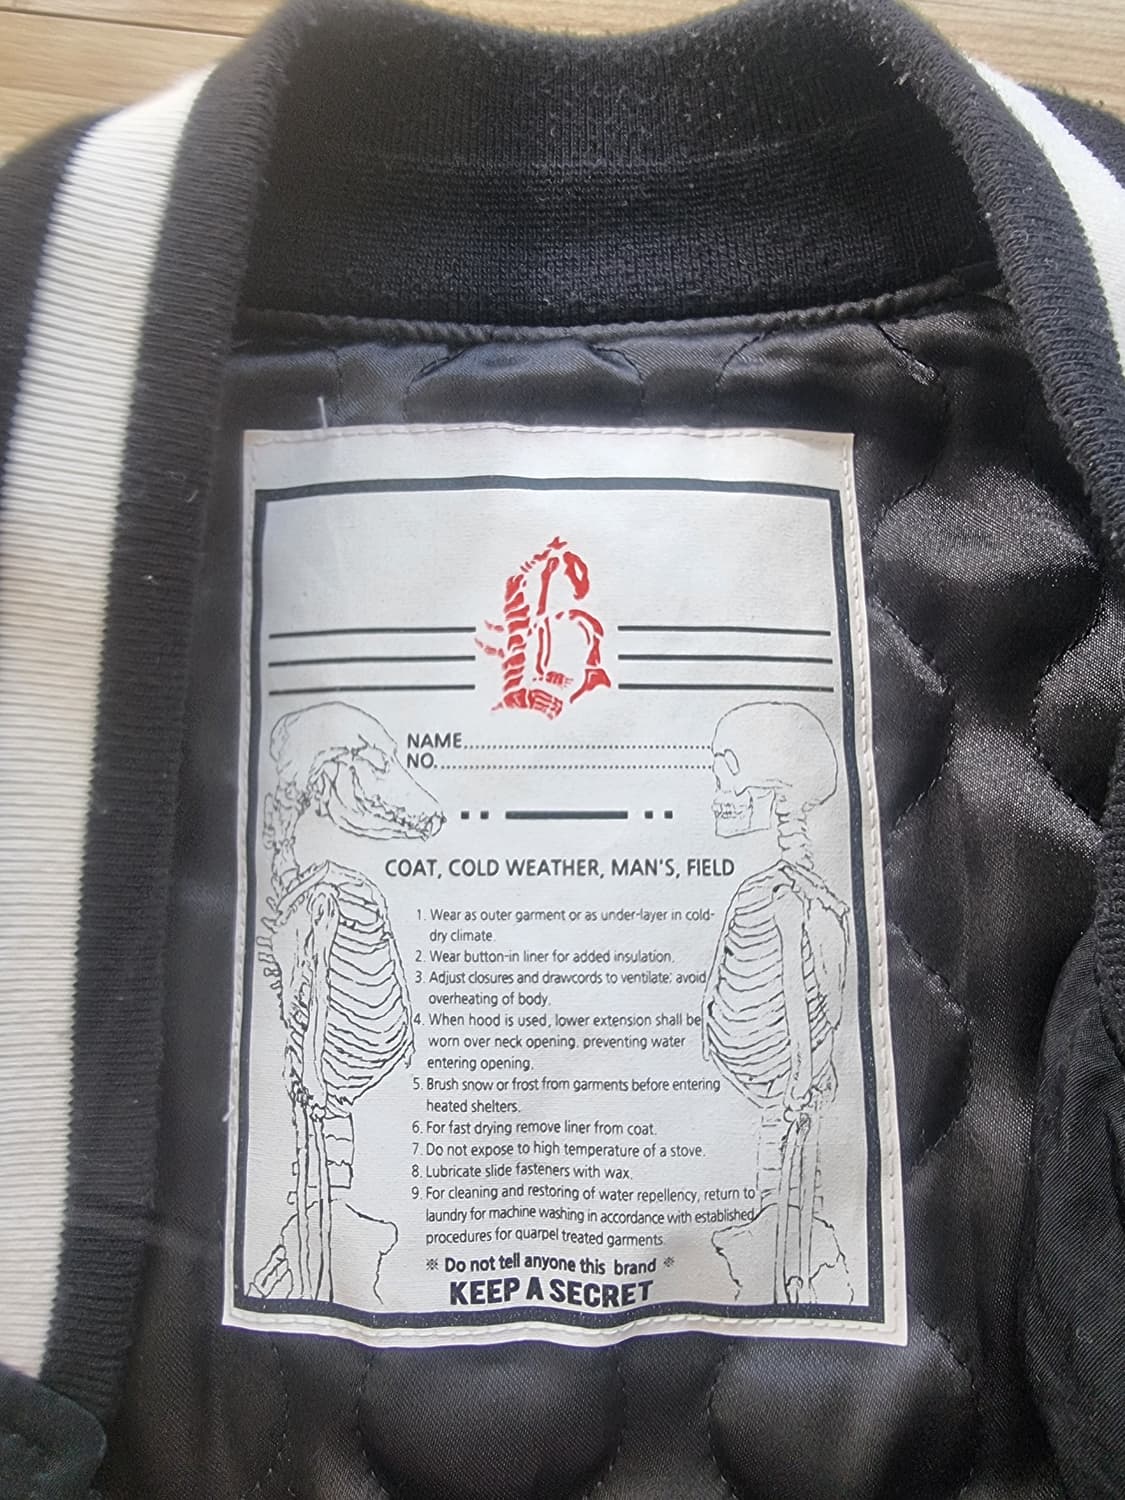 NAME
NO.
COAT, COLD WEATHER, MAN'S, FIELD
1. Wear as outer garment or as under-layer in cold-
dry climate.
2. Wear button-in liner for added insulation.
3. Adjust closures and drawcords to ventilate; avoid
overheating of body.
4. When hood is used, lower extension shall be
worn over neck opening. preventing water
entering opening.
5. Brush snow or frost from garments before entering
heated shelters.
6. For fast drying remove liner from coat.
7. Do not expose to high temperature of a stove.
8. Lubricate slide fasteners with wax.
9. For cleaning and restoring of water repellency, return to
laundry for machine washing in accordance with established
procedures for quarpel treated garments.
※ Do not tell anyone this brand ※
KEEP A SECRET